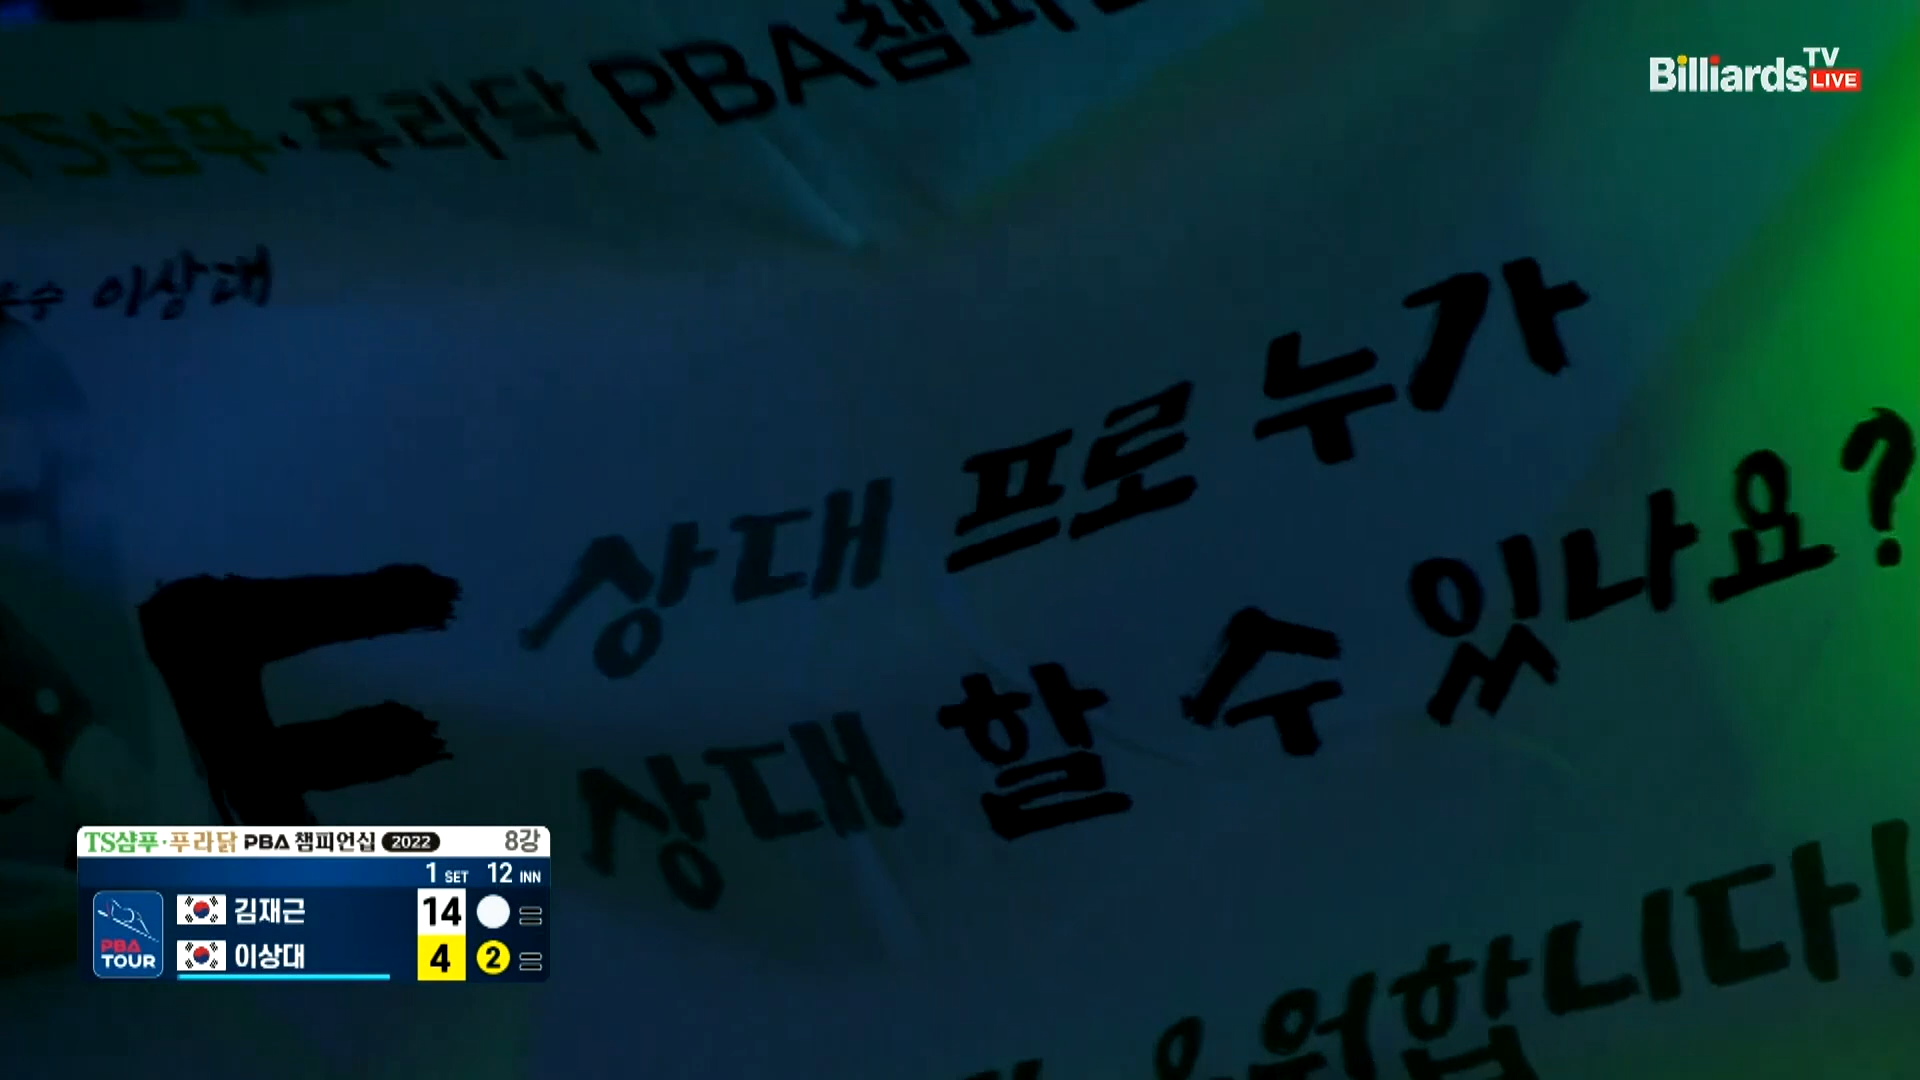 TS샴푸·푸라닭 PBA챔피언
Billiards TV LIVE
이상대
상대 프로 누가
상대 할 수 있나요?
응원합니다!
TS샴푸·푸라닭 PBA 챔피언십 2022 8강
1 SET 12 INN
김재근 14
이상대 4 2
PBA TOUR